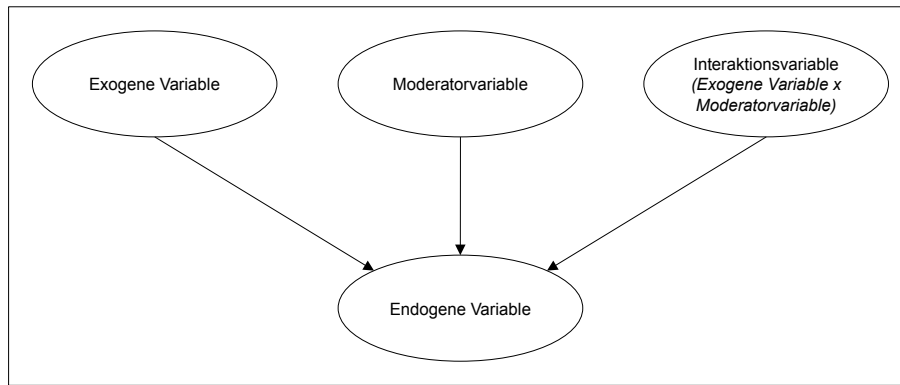 Exogene Variable
Moderatorvariable
Interaktionsvariable
(Exogene Variable x
Moderatorvariable)
Endogene Variable